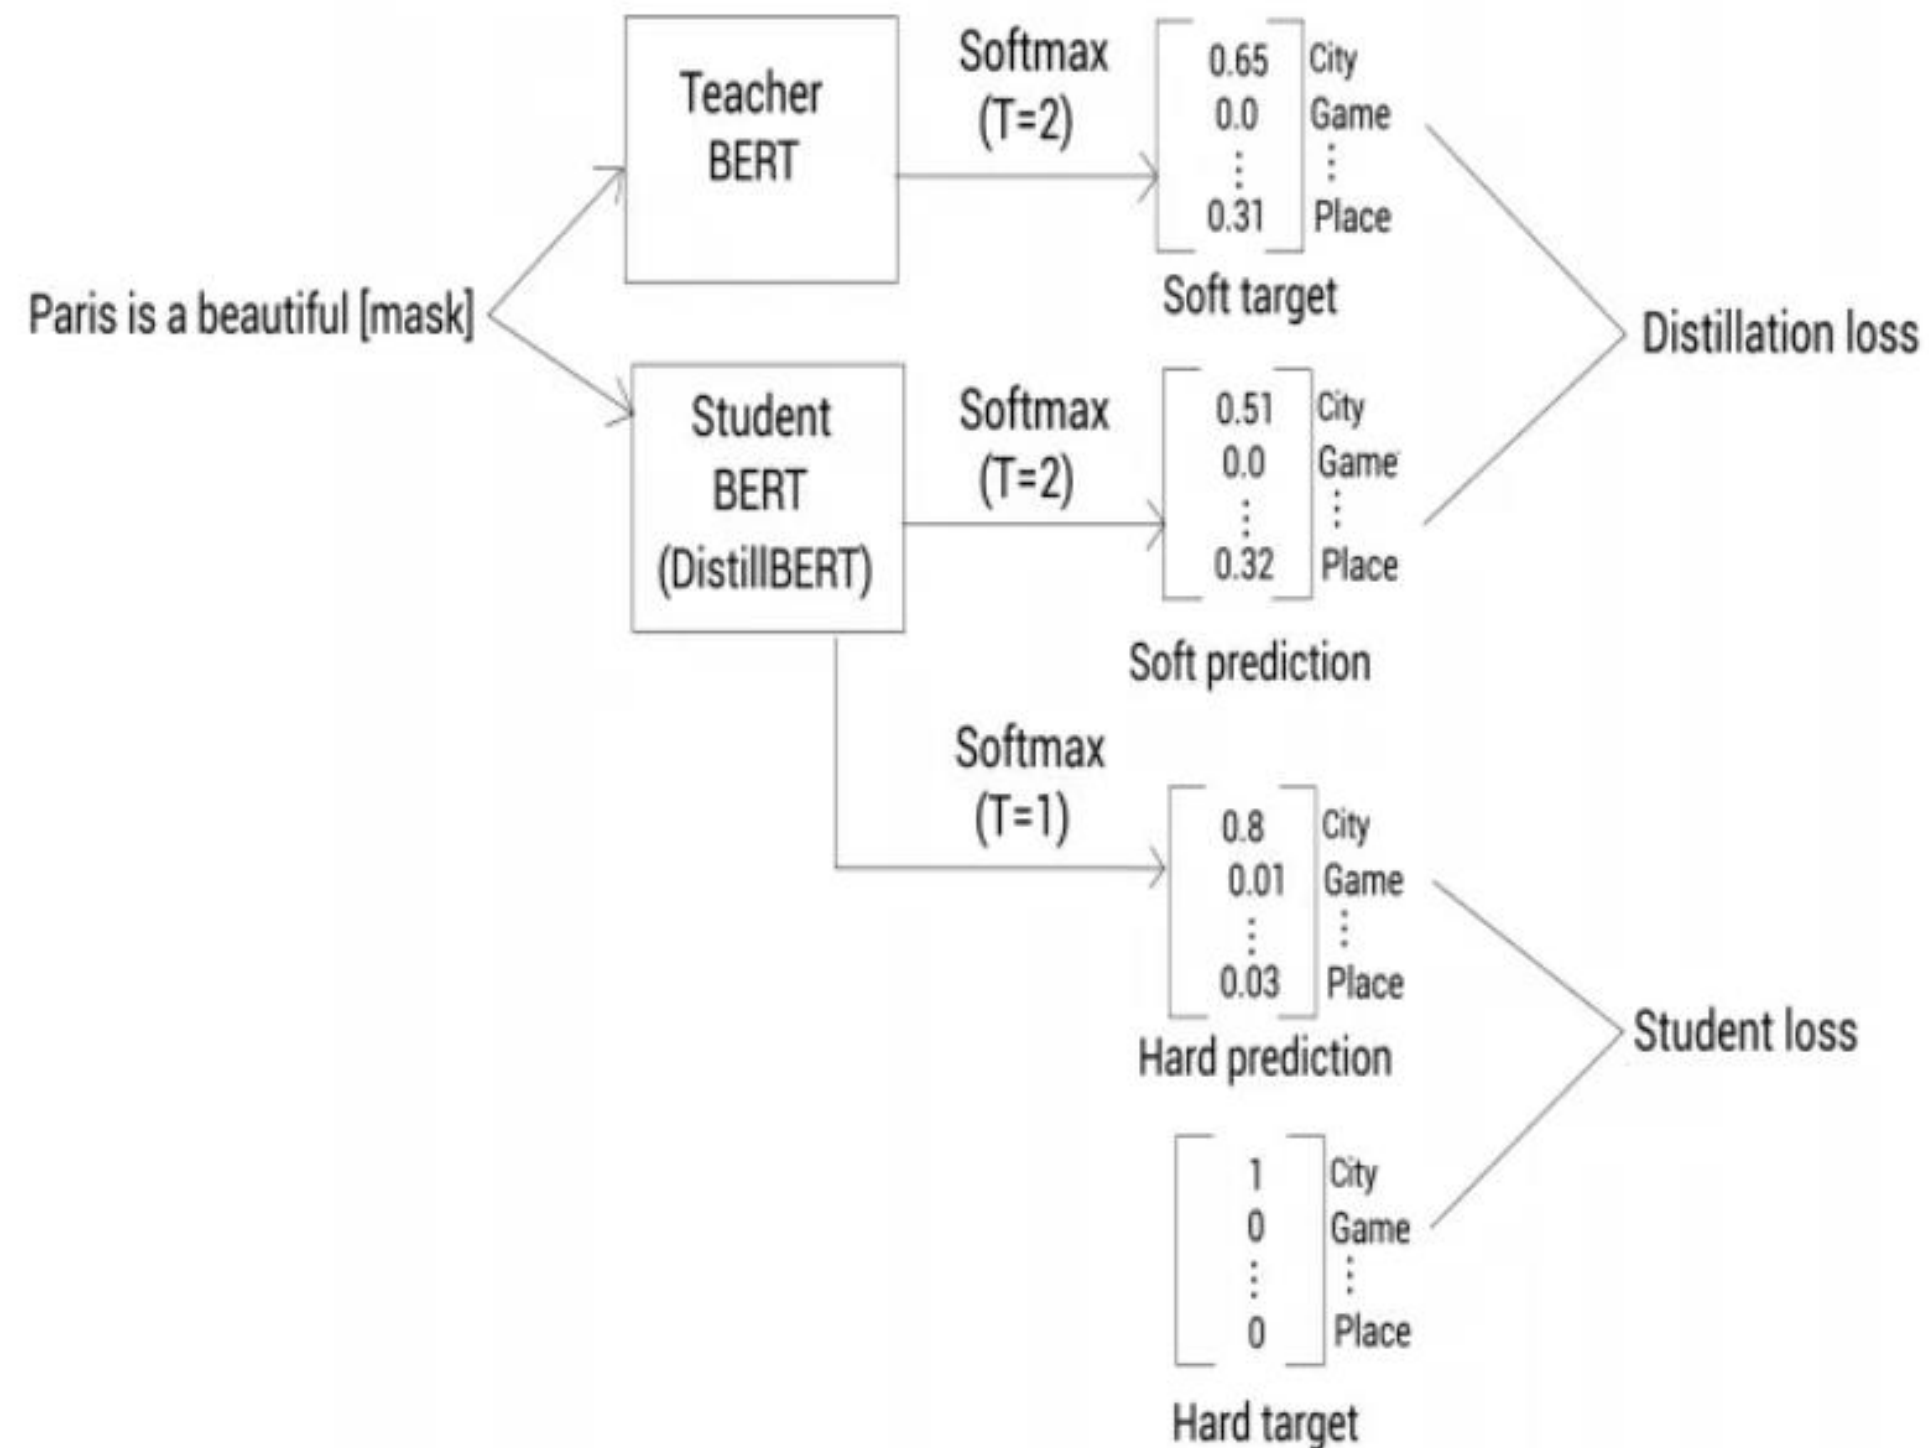 Paris is a beautiful [mask]
Teacher
BERT
Softmax
(T=2)
0.65 City
0.0 Game
0.31 Place
Soft target
Student
BERT
(DistillBERT)
Softmax
(T=2)
0.51 City
0.0 Game
0.32 Place
Soft prediction
Distillation loss
Softmax
(T=1)
0.8 City
0.01 Game
0.03 Place
Hard prediction
1 City
0 Game
0 Place
Hard target
Student loss